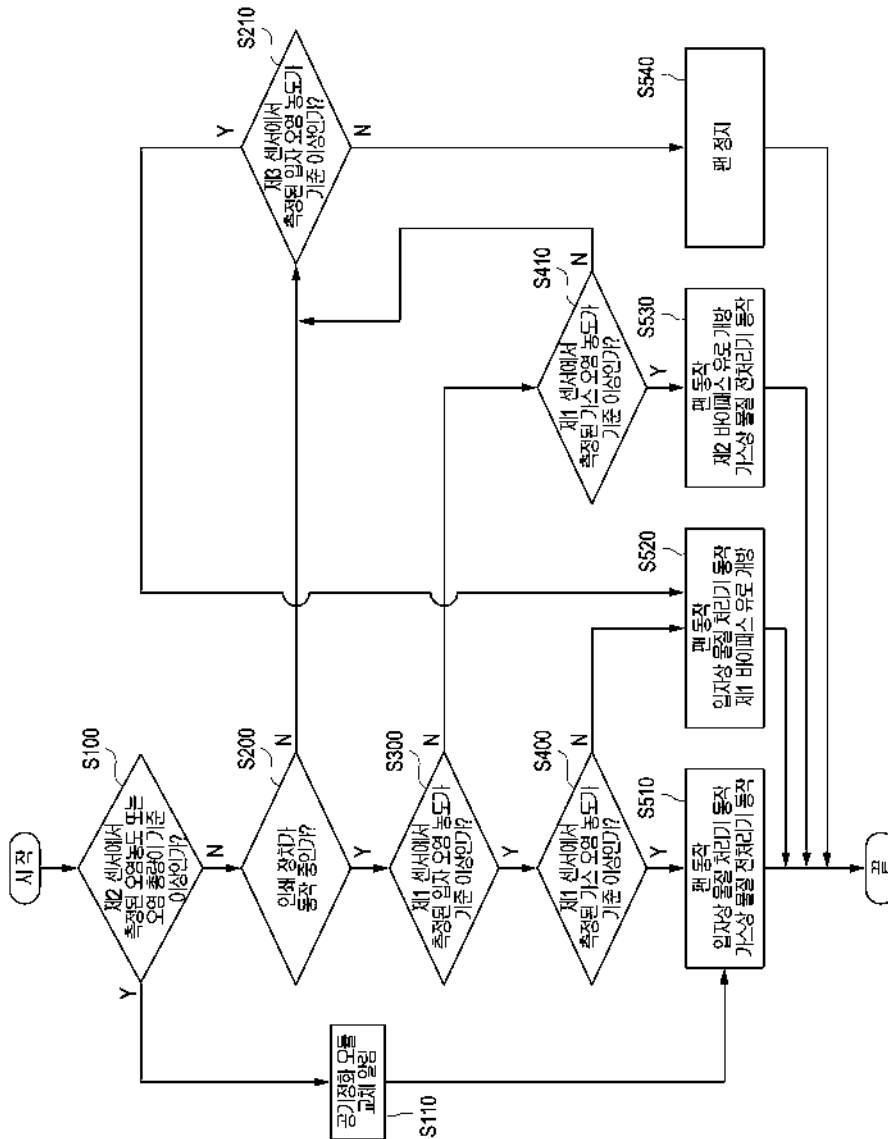 시작
S100
제2 센서에서
측정된 오염농도 또는
오염 총량이 기준
이상인가?
Y
N
S110
공기정화 모듈
교체 알림
S200
인쇄 장치가
동작 중인가?
N
Y
S210
제3 센서에서
측정된 입자 오염 농도가
기준 이상인가?
Y
N
S300
제1 센서에서
측정된 입자 오염 농도가
기준 이상인가?
N
Y
S400
제1 센서에서
측정된 가스 오염 농도가
기준 이상인가?
N
Y
S410
제1 센서에서
측정된 가스 오염 농도가
기준 이상인가?
N
Y
S510
팬 동작
입자상 물질 처리기 동작
가스상 물질 전처리기 동작
S520
팬 동작
입자상 물질 처리기 동작
제1 바이패스 유로 개방
S530
팬 동작
제2 바이패스 유로 개방
가스상 물질 전처리기 동작
S540
팬 정지
끝